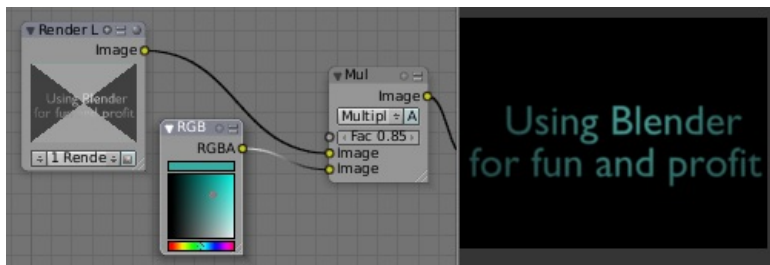 Render L
Image
Using Blender
for fun and profit
1 Rende
RGB
RGBA
Mul
Image
Multipl
A
Fac 0.85
Image
Image
Using Blender
for fun and profit